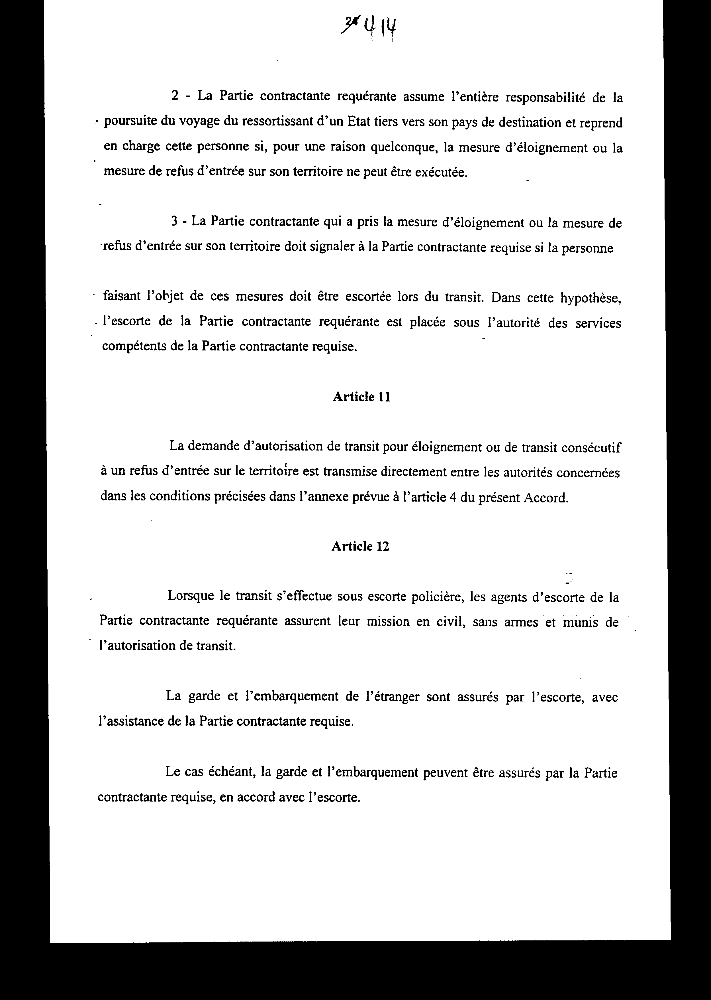 414
2 - La Partie contractante requérante assume l'entière responsabilité de la
poursuite du voyage du ressortissant d'un Etat tiers vers son pays de destination et reprend
en charge cette personne si, pour une raison quelconque, la mesure d'éloignement ou la
mesure de refus d'entrée sur son territoire ne peut être exécutée.
3 - La Partie contractante qui a pris la mesure d'éloignement ou la mesure de
refus d'entrée sur son territoire doit signaler à la Partie contractante requise si la personne
faisant l'objet de ces mesures doit être escortée lors du transit. Dans cette hypothèse,
l'escorte de la Partie contractante requérante est placée sous l'autorité des services
compétents de la Partie contractante requise.
Article 11
La demande d'autorisation de transit pour éloignement ou de transit consécutif
à un refus d'entrée sur le territoire est transmise directement entre les autorités concernées
dans les conditions précisées dans l'annexe prévue à l'article 4 du présent Accord.
Article 12
Lorsque le transit s'effectue sous escorte policière, les agents d'escorte de la
Partie contractante requérante assurent leur mission en civil, sans armes et munis de
l'autorisation de transit.
La garde et l'embarquement de l'étranger sont assurés par l'escorte, avec
l'assistance de la Partie contractante requise.
Le cas échéant, la garde et l'embarquement peuvent être assurés par la Partie
contractante requise, en accord avec l'escorte.